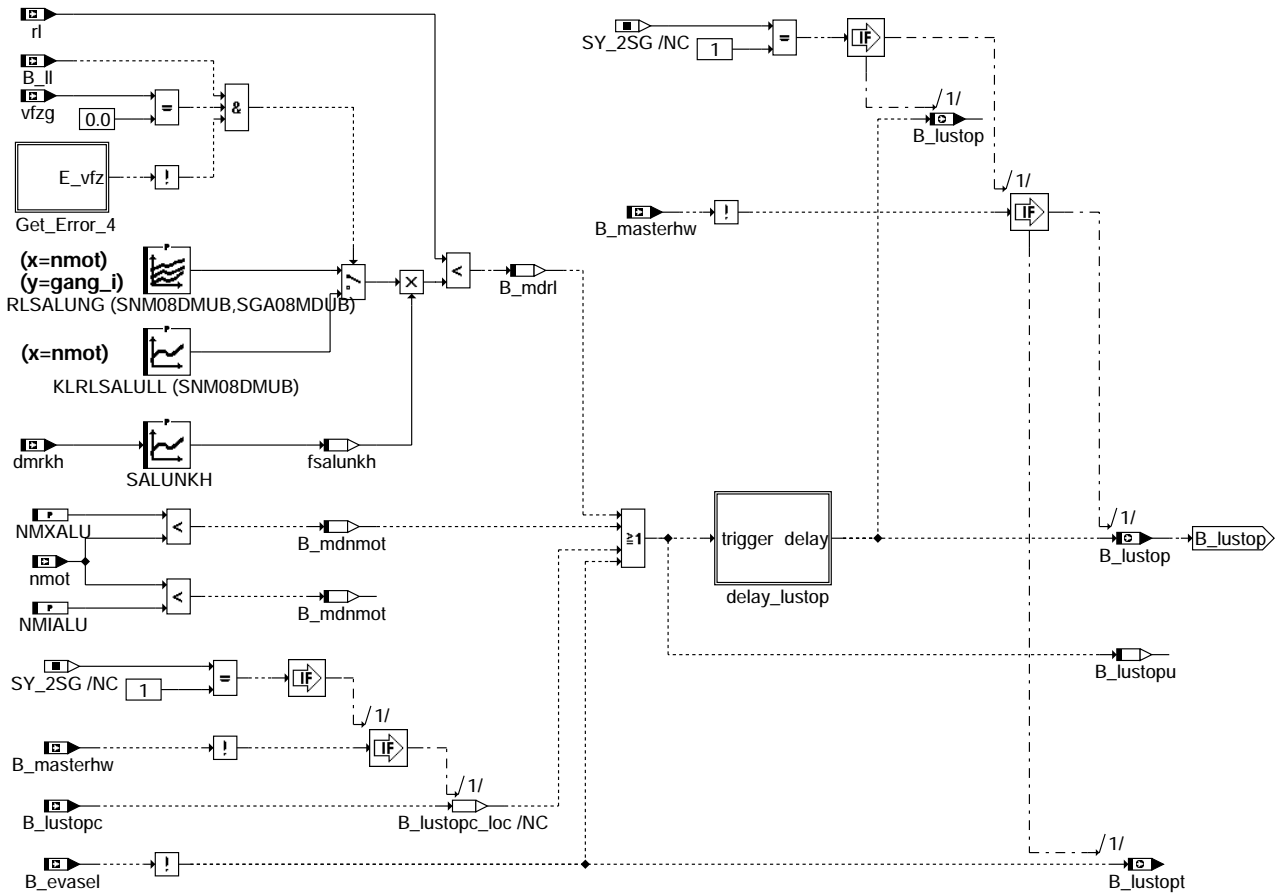 rl
B_ll
vfzg
0.0
=
&
E_vfz
!
Get_Error_4
(x=nmot)
(y=gang_i)
P
RLSALUNG (SNM08DMUB,SGA08MDUB)
(x=nmot)
P
KLRLSALULL (SNM08DMUB)
×
<
B_mdrl
dmrkh
P
SALUNKH
fsalunkh
P
NMXALU
<
B_mdnmot
nmot
<
B_mdnmot
P
NMIALU
SY_2SG /NC
1
=
IF
/1/
B_masterhw
!
IF
/1/
B_lustopc
B_lustopc_loc /NC
B_evasel
!
≥1
trigger delay
delay_lustop
SY_2SG /NC
1
=
IF
/1/
B_lustop
B_masterhw
!
/1/
IF
/1/
B_lustop
B_lustop
B_lustopu
/1/
B_lustopt